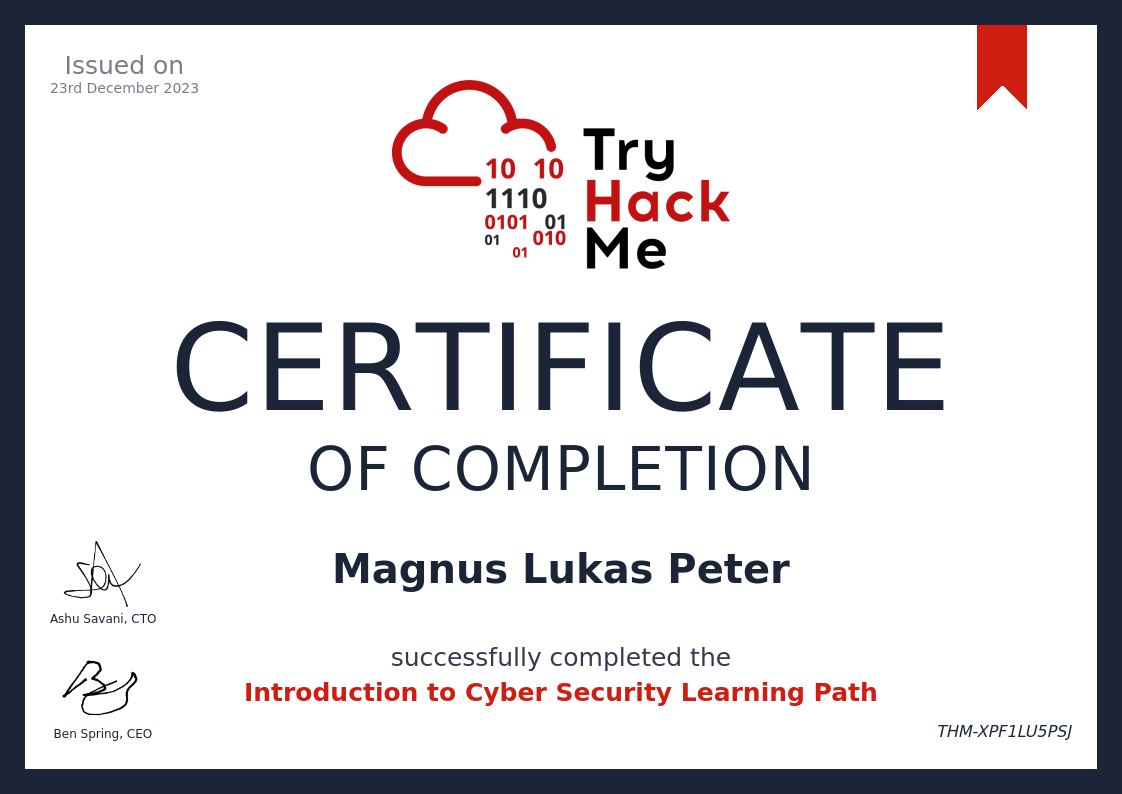 Issued on
23rd December 2023
10 10
1110
0101 01
01 010
01
Try
Hack
Me
CERTIFICATE
OF COMPLETION
Magnus Lukas Peter
Ashu Savani, CTO
successfully completed the
Introduction to Cyber Security Learning Path
Ben Spring, CEO
THM-XPF1LU5PSJ